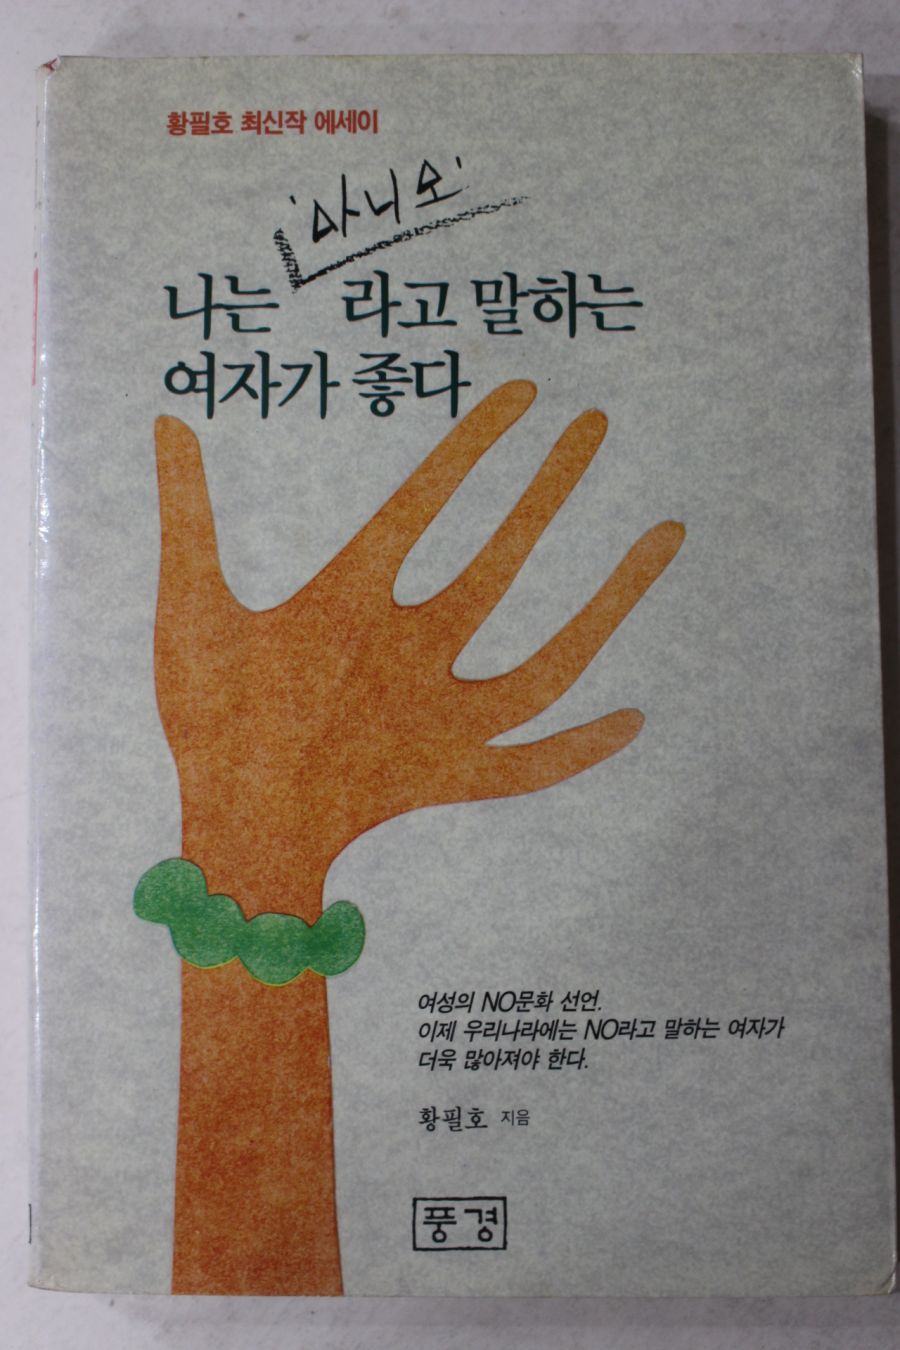 황필호 최신작 에세이
'아니오'
나는 라고 말하는
여자가 좋다
여성의 NO문화 선언.
이제 우리나라에는 NO라고 말하는 여자가
더욱 많아져야 한다.
황필호 지음
풍경